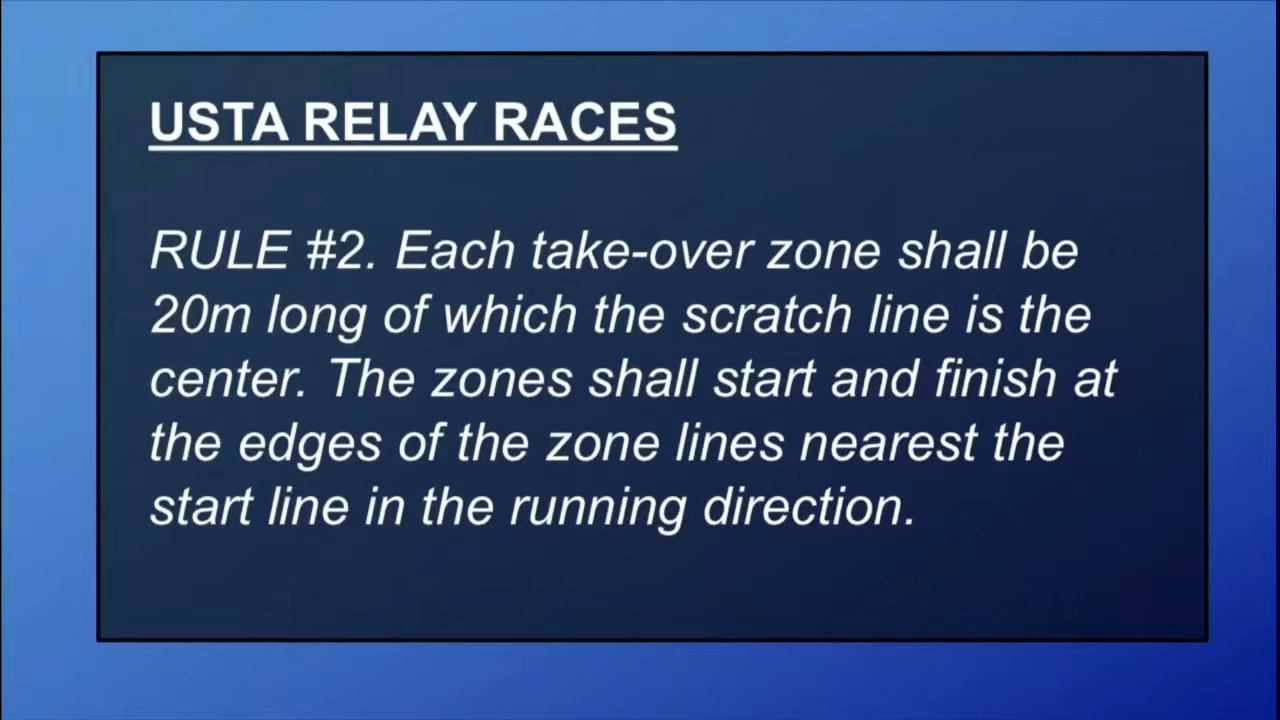 USTA RELAY RACES
RULE #2. Each take-over zone shall be
20m long of which the scratch line is the
center. The zones shall start and finish at
the edges of the zone lines nearest the
start line in the running direction.